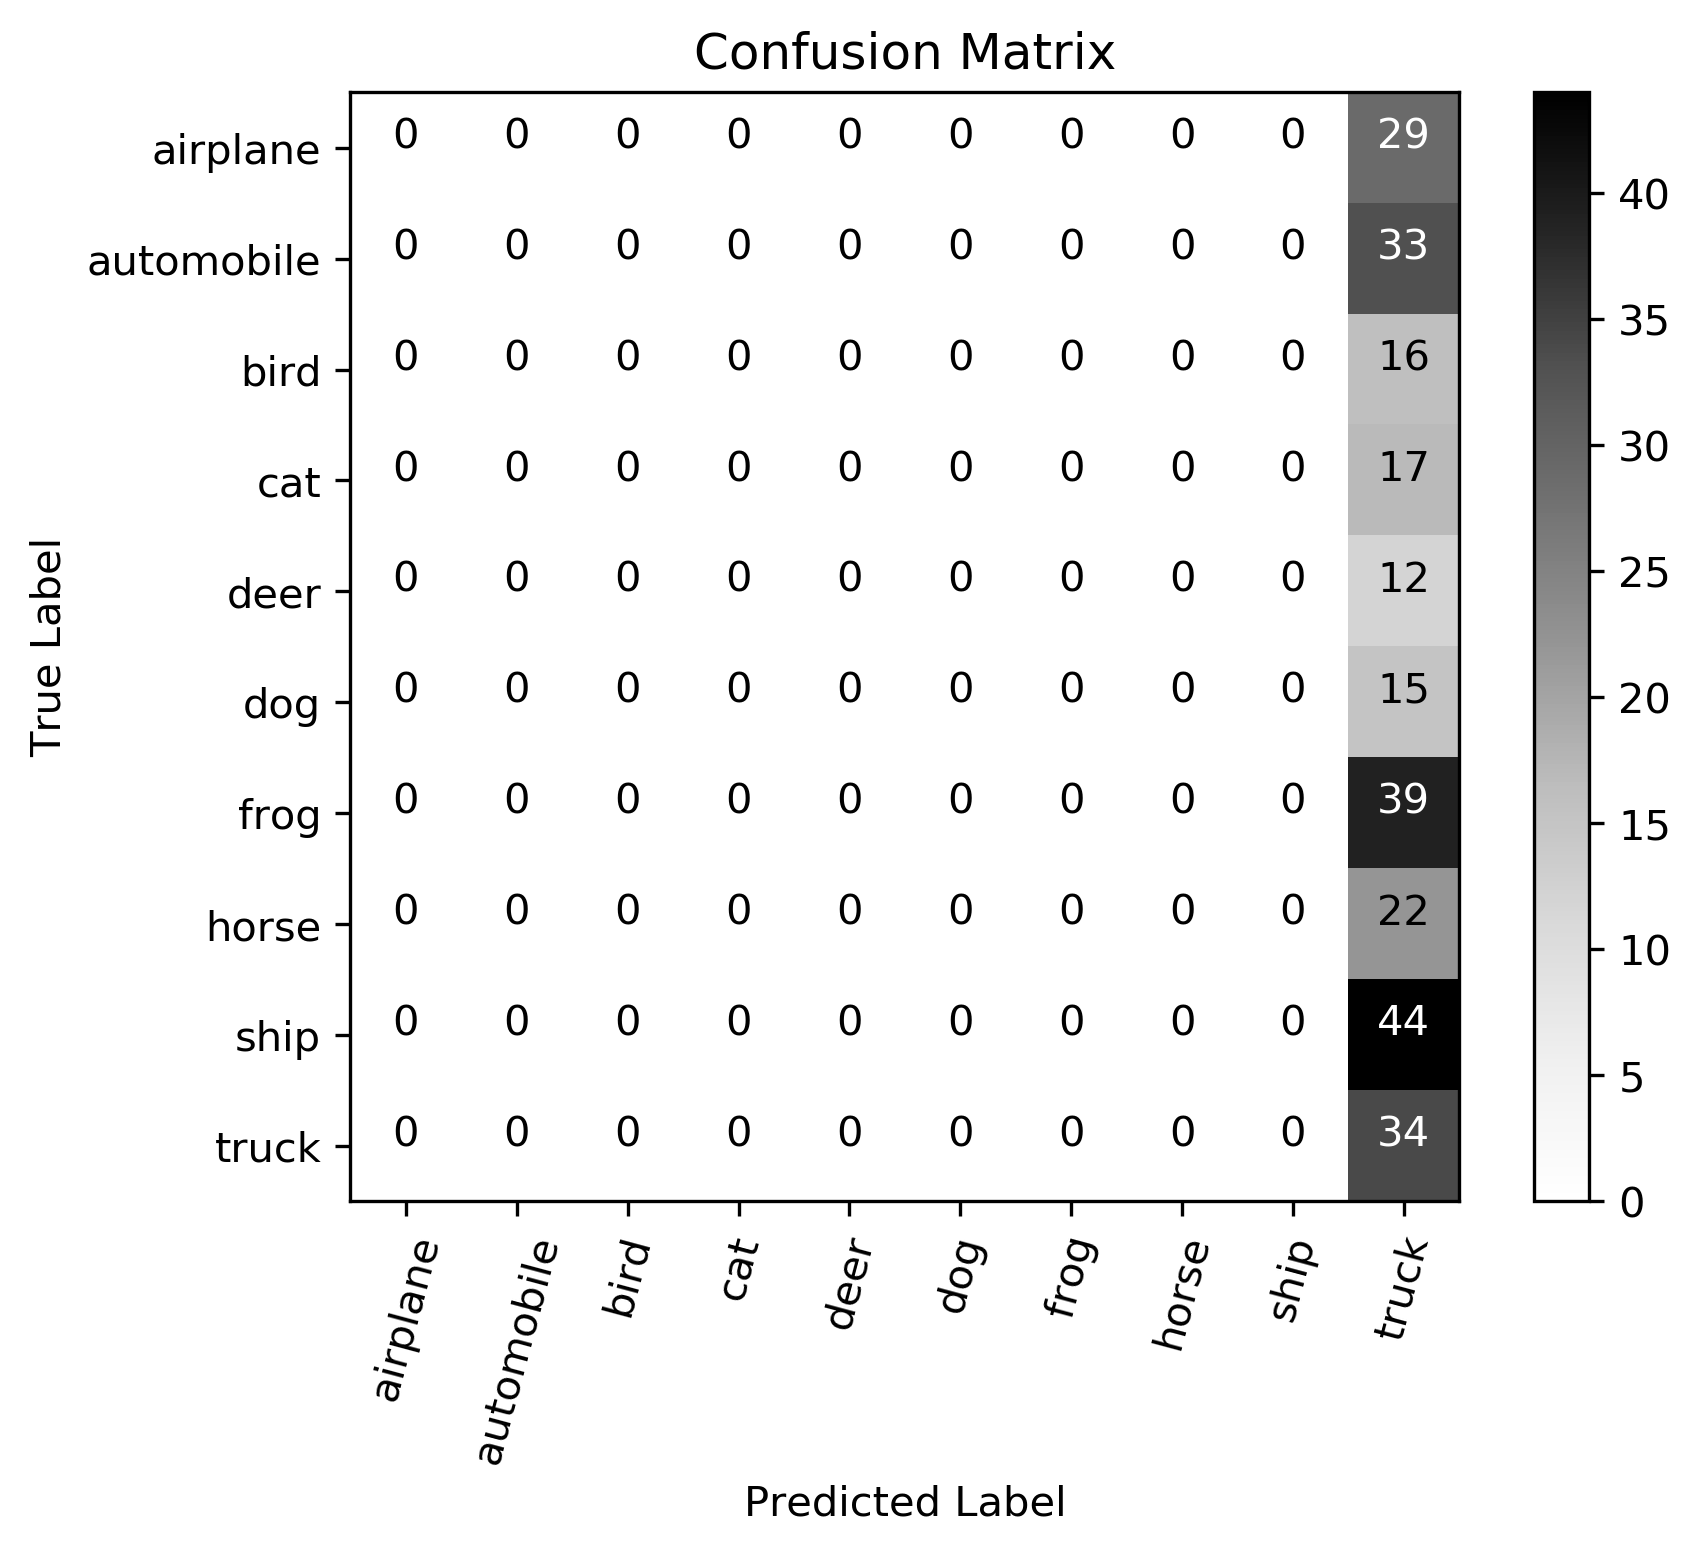 Confusion Matrix
airplane 0 0 0 0 0 0 0 0 0 29
automobile 0 0 0 0 0 0 0 0 0 33
bird 0 0 0 0 0 0 0 0 0 16
cat 0 0 0 0 0 0 0 0 0 17
deer 0 0 0 0 0 0 0 0 0 12
dog 0 0 0 0 0 0 0 0 0 15
frog 0 0 0 0 0 0 0 0 0 39
horse 0 0 0 0 0 0 0 0 0 22
ship 0 0 0 0 0 0 0 0 0 44
truck 0 0 0 0 0 0 0 0 0 34
True Label
airplane automobile bird cat deer dog frog horse ship truck
Predicted Label
40
35
30
25
20
15
10
5
0